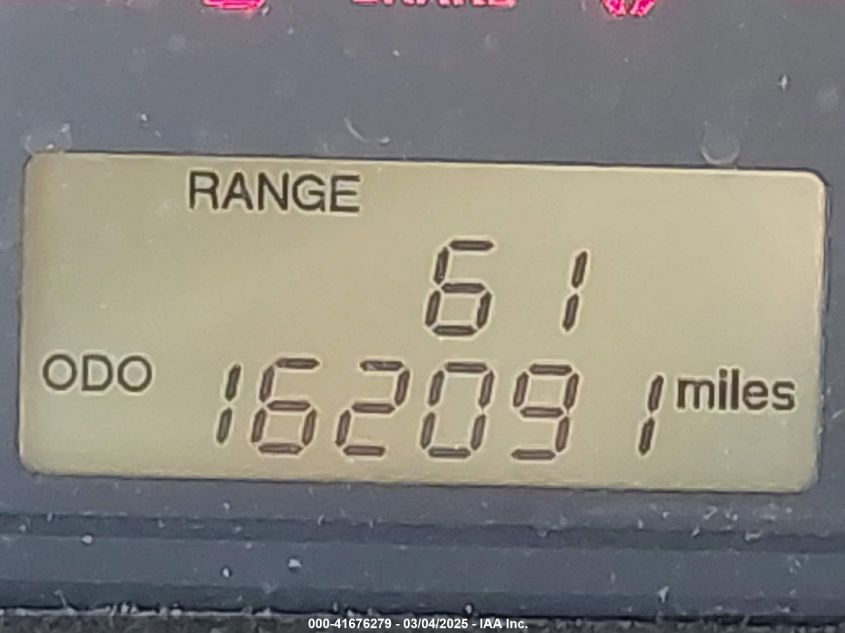 RANGE
61
ODO 162091 miles
000-41676279 - 03/04/2025 - IAA Inc.